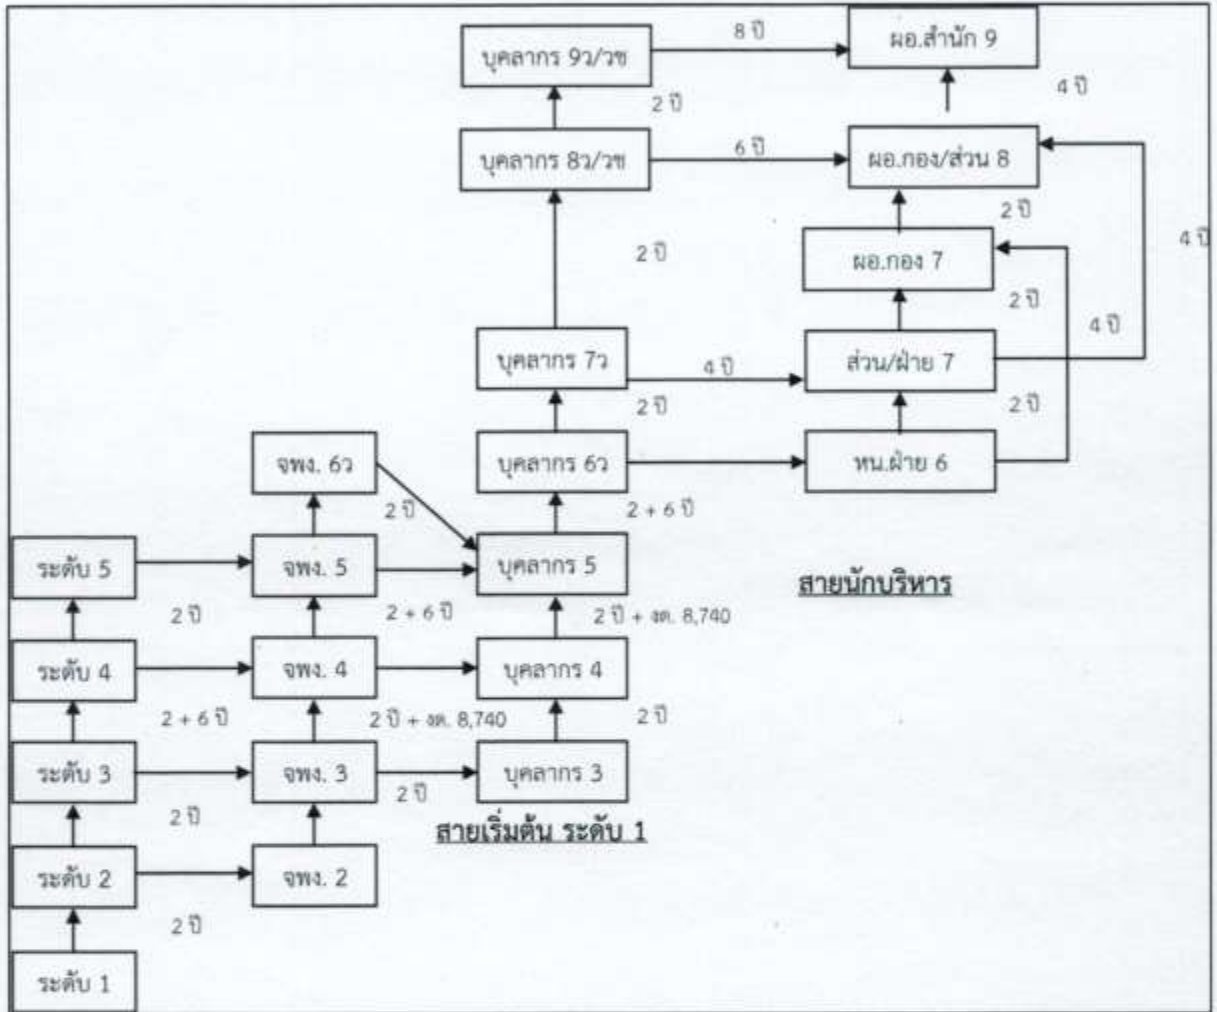 8 ปี
ผอ.สำนัก 9
บุคลากร 9ว/วช
4 ปี
2 ปี
บุคลากร 8ว/วช
6 ปี
ผอ.กอง/ส่วน 8
2 ปี
4 ปี
2 ปี
ผอ.กอง 7
2 ปี
4 ปี
บุคลากร 7ว
4 ปี
ส่วน/ฝ่าย 7
2 ปี
2 ปี
จพง. 6ว
บุคลากร 6ว
หน.ฝ่าย 6
2 ปี
2 + 6 ปี
ระดับ 5
จพง. 5
บุคลากร 5
สายนักบริหาร
2 ปี
2 + 6 ปี
2 ปี + งด. 8,740
ระดับ 4
จพง. 4
บุคลากร 4
2 + 6 ปี
2 ปี + งด. 8,740
2 ปี
ระดับ 3
จพง. 3
บุคลากร 3
2 ปี
2 ปี
สายเริ่มต้น ระดับ 1
ระดับ 2
จพง. 2
2 ปี
ระดับ 1